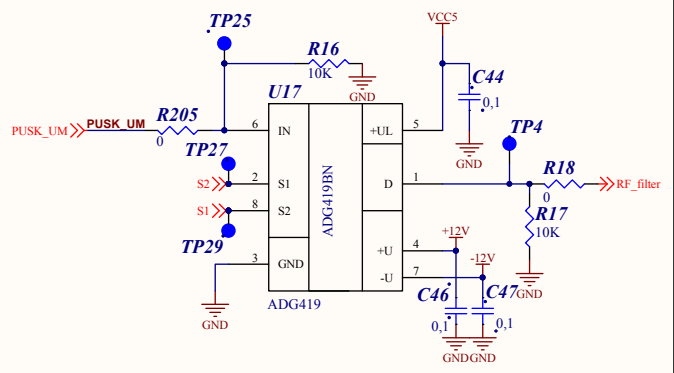 TP25
VCC5
R16
10K
GND
C44
0,1
GND
U17
PUSK_UM
PUSK_UM
R205
0
6
IN
+UL
5
TP4
TP27
S2
2
S1
D
1
R18
0
RF_filter
S1
8
S2
TP29
ADG419BN
R17
10K
GND
3
GND
GND
+U
4
+12V
-U
7
-12V
ADG419
C46
0,1
C47
0,1
GND
GND